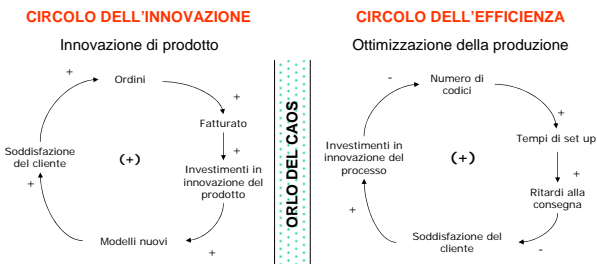 CIRCOLO DELL'INNOVAZIONE
Innovazione di prodotto
+
Ordini
+
Fatturato
+
Investimenti in
innovazione del
prodotto
+
Modelli nuovi
+
Soddisfazione
del cliente
(+)
ORLO DEL CAOS
CIRCOLO DELL'EFFICIENZA
Ottimizzazione della produzione
-
Numero di
codici
+
Tempi di set up
+
Ritardi alla
consegna
-
Soddisfazione del
cliente
+
Investimenti in
innovazione del
processo
(+)